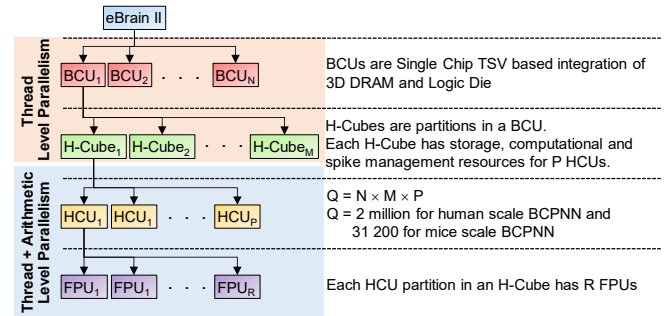 eBrain II
Thread
Level Parallelism
BCU1 BCU2 · · · BCUN
BCUs are Single Chip TSV based integration of
3D DRAM and Logic Die
H-Cube1 H-Cube2 · · · H-CubeM
H-Cubes are partitions in a BCU.
Each H-Cube has storage, computational and
spike management resources for P HCUs.
Thread + Arithmetic
Level Parallelism
HCU1 HCU1 · · · HCUP
Q = N × M × P
Q = 2 million for human scale BCPNN and
31 200 for mice scale BCPNN
FPU1 FPU1 · · · FPUR
Each HCU partition in an H-Cube has R FPUs